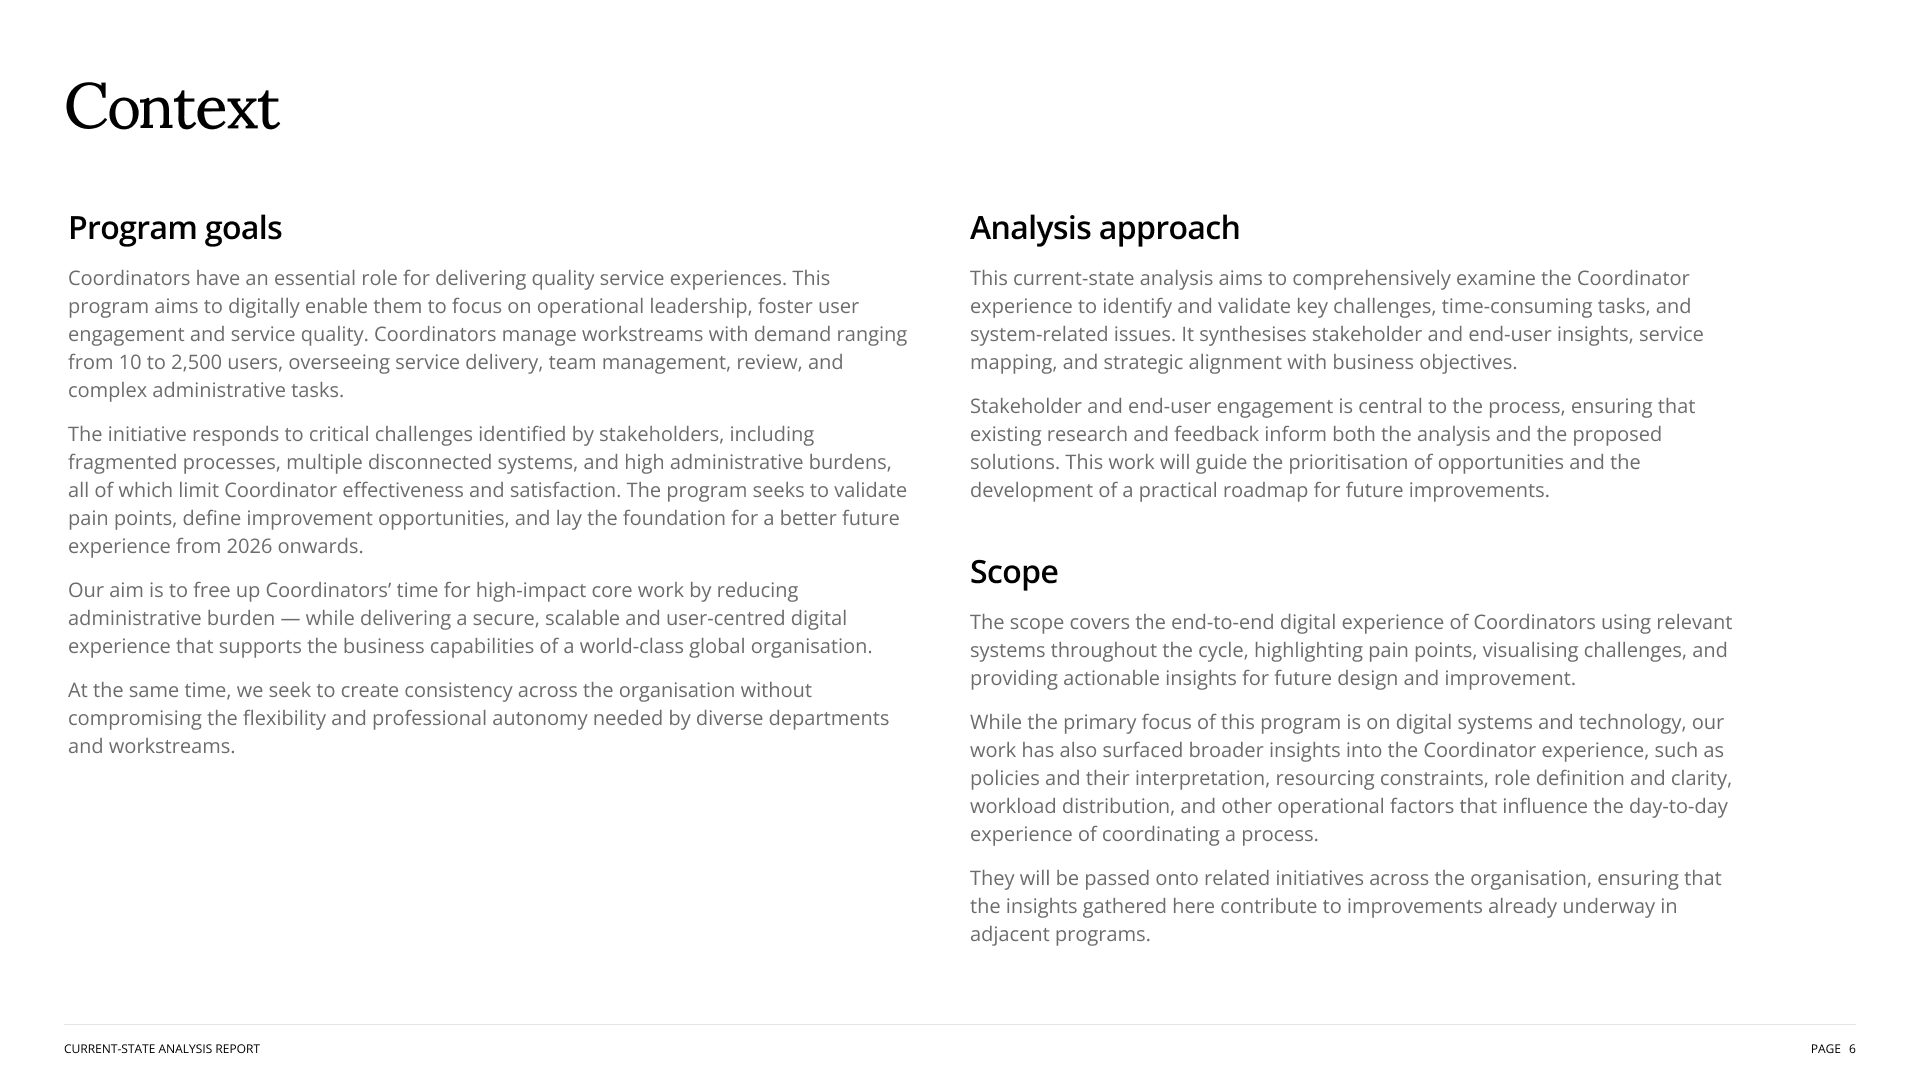 Context
Program goals
Coordinators have an essential role for delivering quality service experiences. This
program aims to digitally enable them to focus on operational leadership, foster user
engagement and service quality. Coordinators manage workstreams with demand ranging
from 10 to 2,500 users, overseeing service delivery, team management, review, and
complex administrative tasks.
The initiative responds to critical challenges identified by stakeholders, including
fragmented processes, multiple disconnected systems, and high administrative burdens,
all of which limit Coordinator effectiveness and satisfaction. The program seeks to validate
pain points, define improvement opportunities, and lay the foundation for a better future
experience from 2026 onwards.
Our aim is to free up Coordinators’ time for high-impact core work by reducing
administrative burden — while delivering a secure, scalable and user-centred digital
experience that supports the business capabilities of a world-class global organisation.
At the same time, we seek to create consistency across the organisation without
compromising the flexibility and professional autonomy needed by diverse departments
and workstreams.
Analysis approach
This current-state analysis aims to comprehensively examine the Coordinator
experience to identify and validate key challenges, time-consuming tasks, and
system-related issues. It synthesises stakeholder and end-user insights, service
mapping, and strategic alignment with business objectives.
Stakeholder and end-user engagement is central to the process, ensuring that
existing research and feedback inform both the analysis and the proposed
solutions. This work will guide the prioritisation of opportunities and the
development of a practical roadmap for future improvements.
Scope
The scope covers the end-to-end digital experience of Coordinators using relevant
systems throughout the cycle, highlighting pain points, visualising challenges, and
providing actionable insights for future design and improvement.
While the primary focus of this program is on digital systems and technology, our
work has also surfaced broader insights into the Coordinator experience, such as
policies and their interpretation, resourcing constraints, role definition and clarity,
workload distribution, and other operational factors that influence the day-to-day
experience of coordinating a process.
They will be passed onto related initiatives across the organisation, ensuring that
the insights gathered here contribute to improvements already underway in
adjacent programs.
CURRENT-STATE ANALYSIS REPORT
PAGE 6